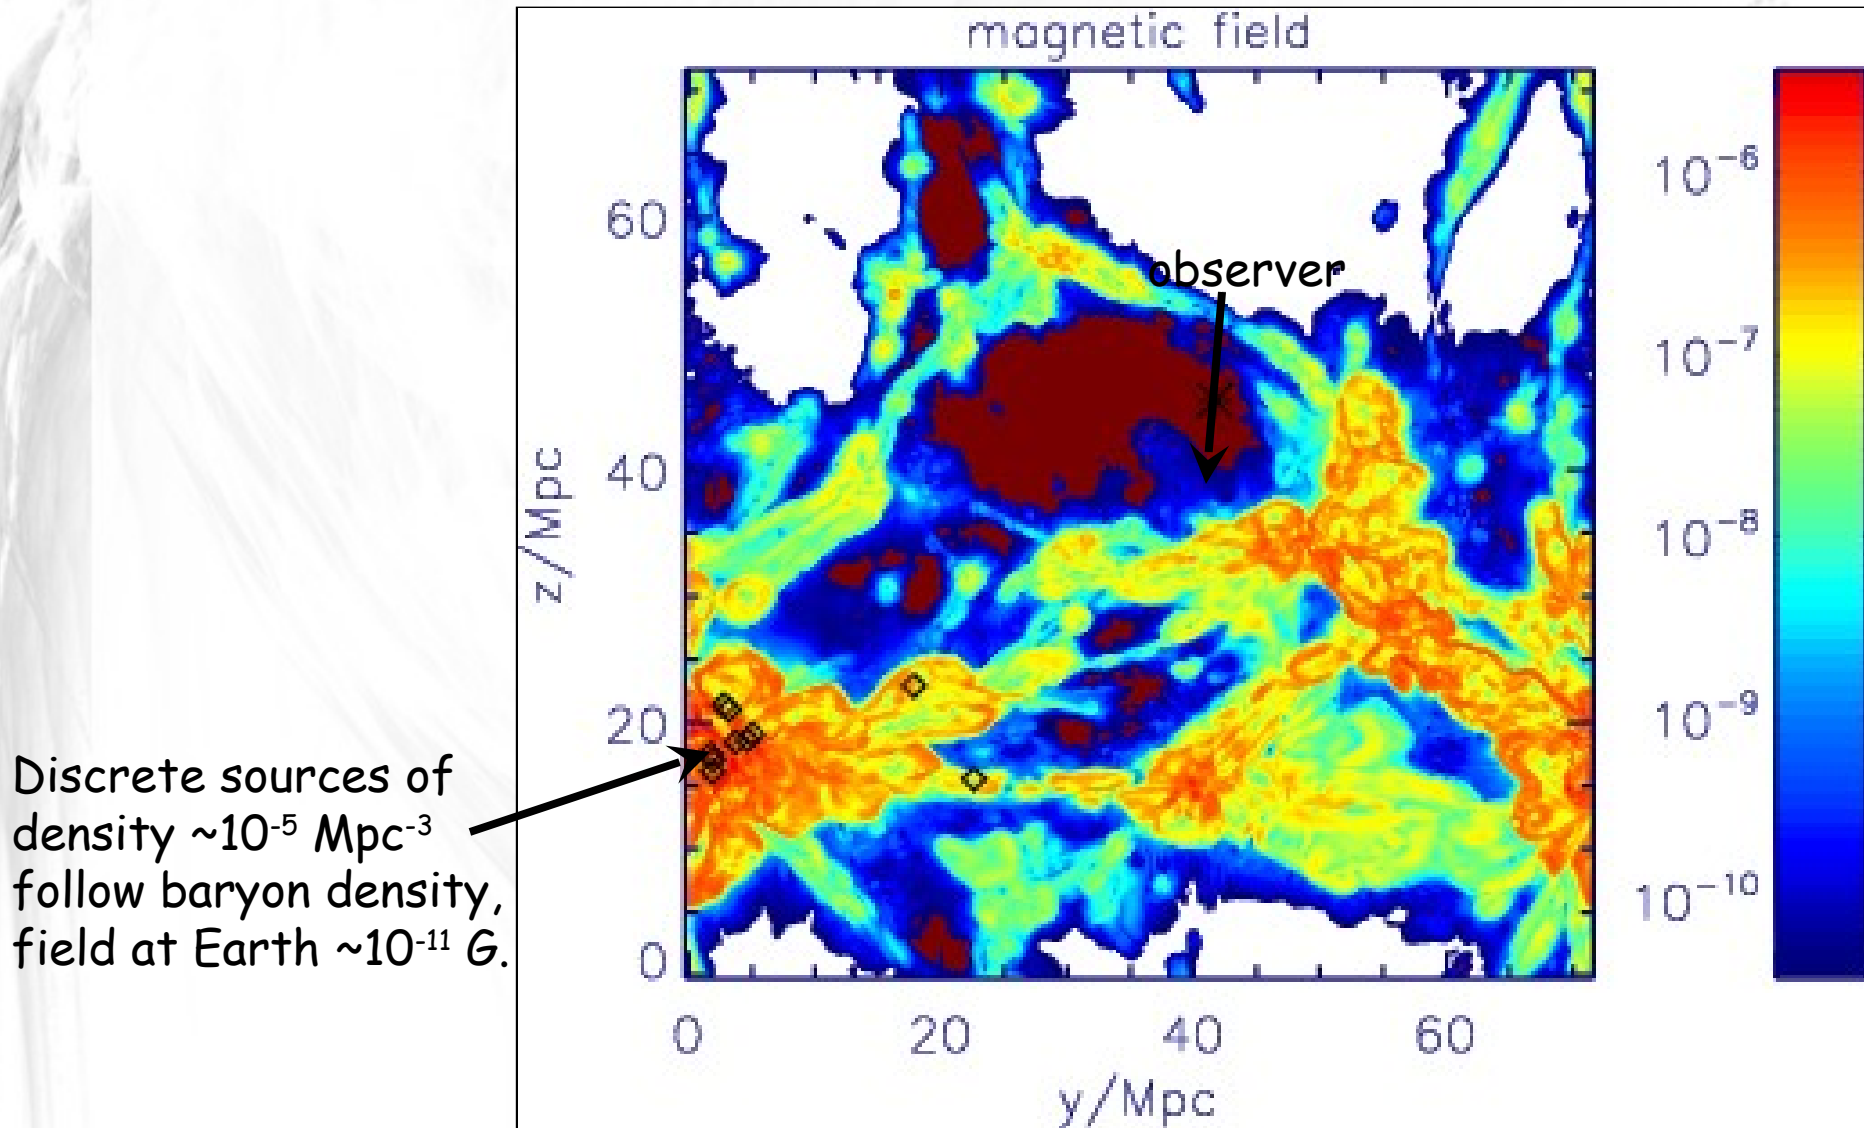 magnetic field
60
40
20
0
z/Mpc
observer
0 20 40 60
y/Mpc
10⁻⁶
10⁻⁷
10⁻⁸
10⁻⁹
10⁻¹⁰
Discrete sources of
density ~10⁻⁵ Mpc⁻³
follow baryon density,
field at Earth ~10⁻¹¹ G.